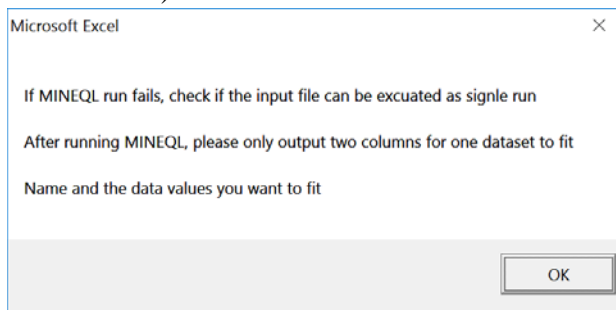 Microsoft Excel
If MINEQL run fails, check if the input file can be excuated as signle run
After running MINEQL, please only output two columns for one dataset to fit
Name and the data values you want to fit
OK